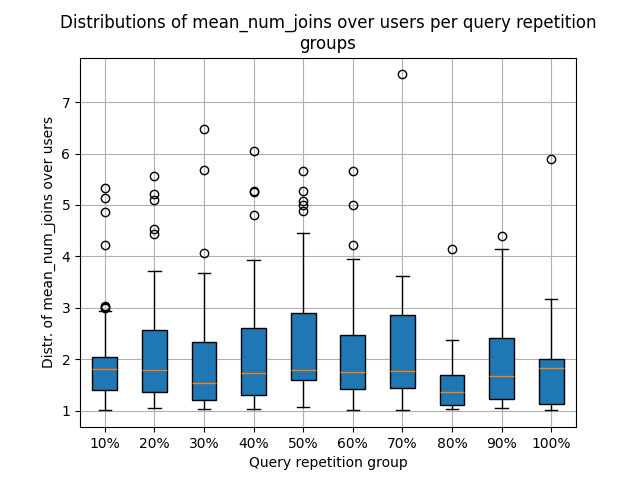 Distributions of mean_num_joins over users per query repetition
groups
Distr. of mean_num_joins over users
7
6
5
4
3
2
1
10% 20% 30% 40% 50% 60% 70% 80% 90% 100%
Query repetition group